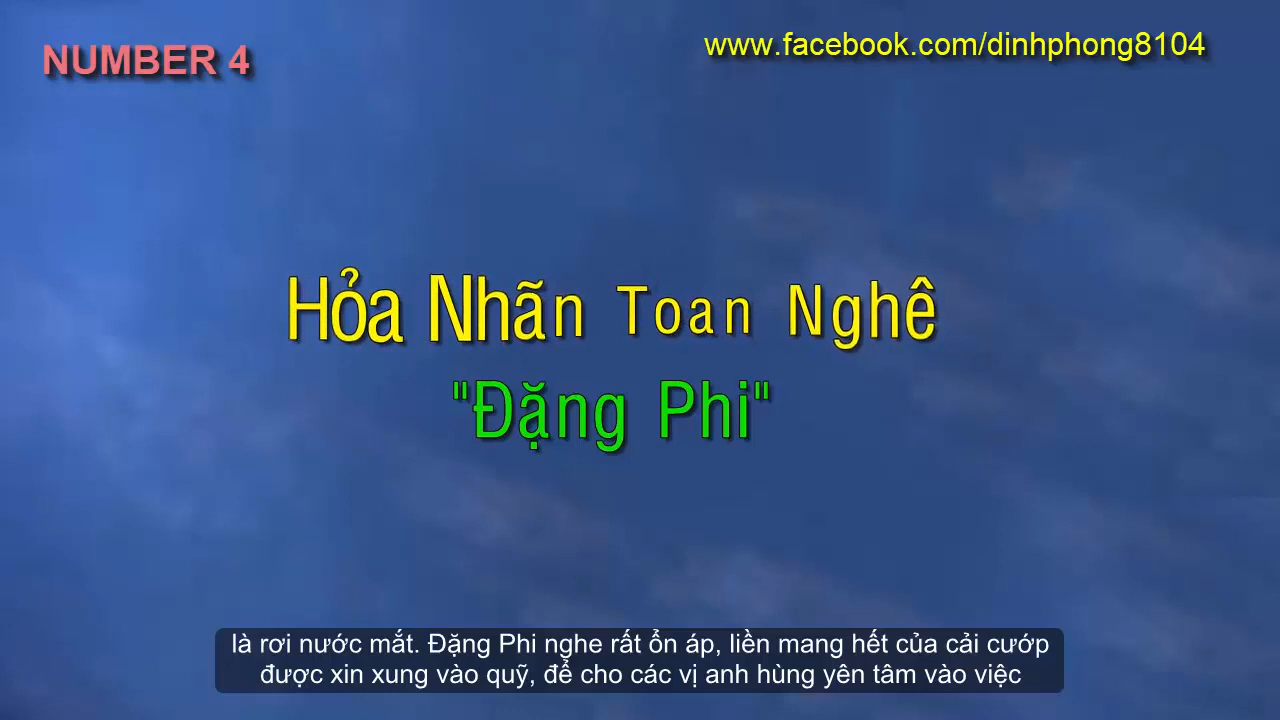 NUMBER 4
www.facebook.com/dinhphong8104
Hỏa Nhãn Toan Nghê
"Đặng Phi"
là rơi nước mắt. Đặng Phi nghe rất ổn áp, liền mang hết của cải cướp
được xin xung vào quỹ, để cho các vị anh hùng yên tâm vào việc